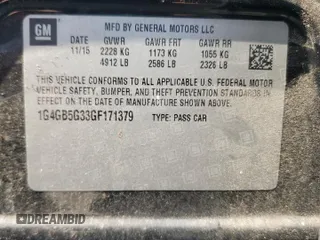 GM
MFD BY GENERAL MOTORS LLC
11/15 GVWR GAWR FRT GAWR RR
2228 KG 1173 KG 1055 KG
4912 LB 2586 LB 2326 LB
THIS VEHICLE CONFORMS TO ALL APPLICABLE U.S. FEDERAL MOTOR
VEHICLE SAFETY, BUMPER, AND THEFT PREVENTION STANDARDS
IN EFFECT ON THE DATE OF MANUFACTURE SHOWN ABOVE.
1G4GB5G33GF171379 TYPE: PASS CAR
DREAMBID